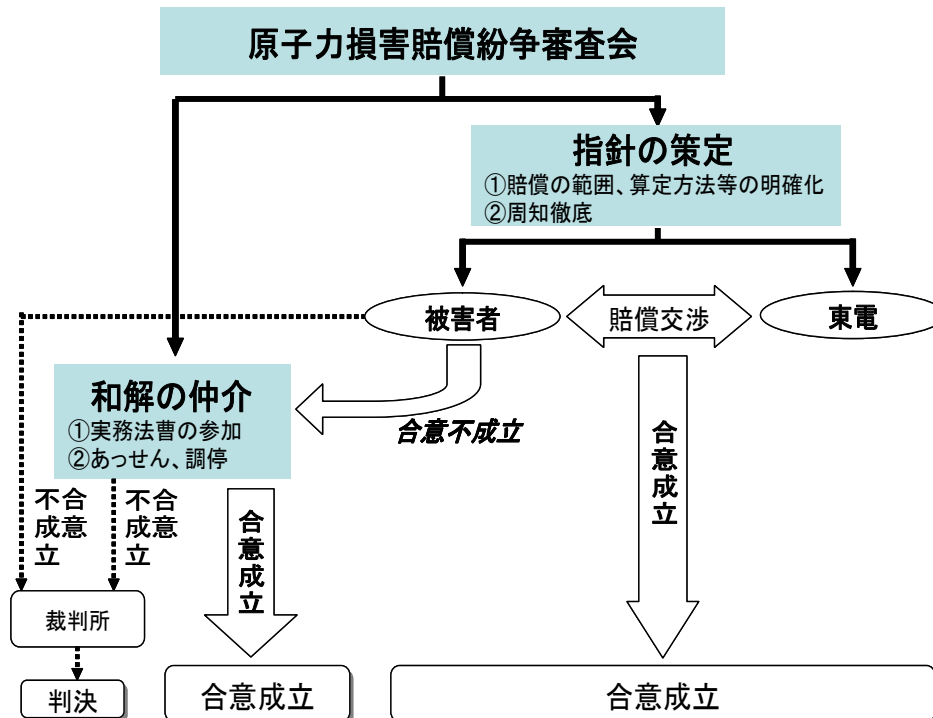 原子力損害賠償紛争審査会
指針の策定
①賠償の範囲、算定方法等の明確化
②周知徹底
被害者
賠償交渉
東電
和解の仲介
①実務法曹の参加
②あっせん、調停
合意不成立
合意成立
合意不成立
合意不成立
合意成立
裁判所
判決
合意成立
合意成立